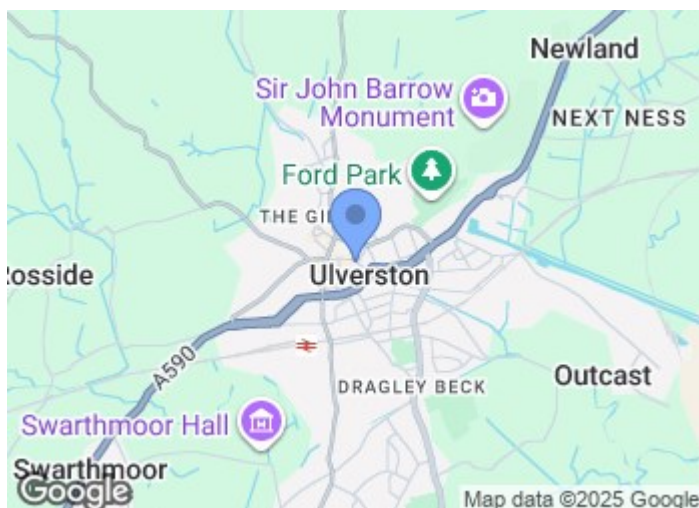 Newland
Sir John Barrow
Monument
NEXT NESS
Ford Park
THE GI
Rosside
Ulverston
A590
Outcast
DRAGLEY BECK
Swarthmoor Hall
Swarthmoor
Google
Map data ©2025 Google